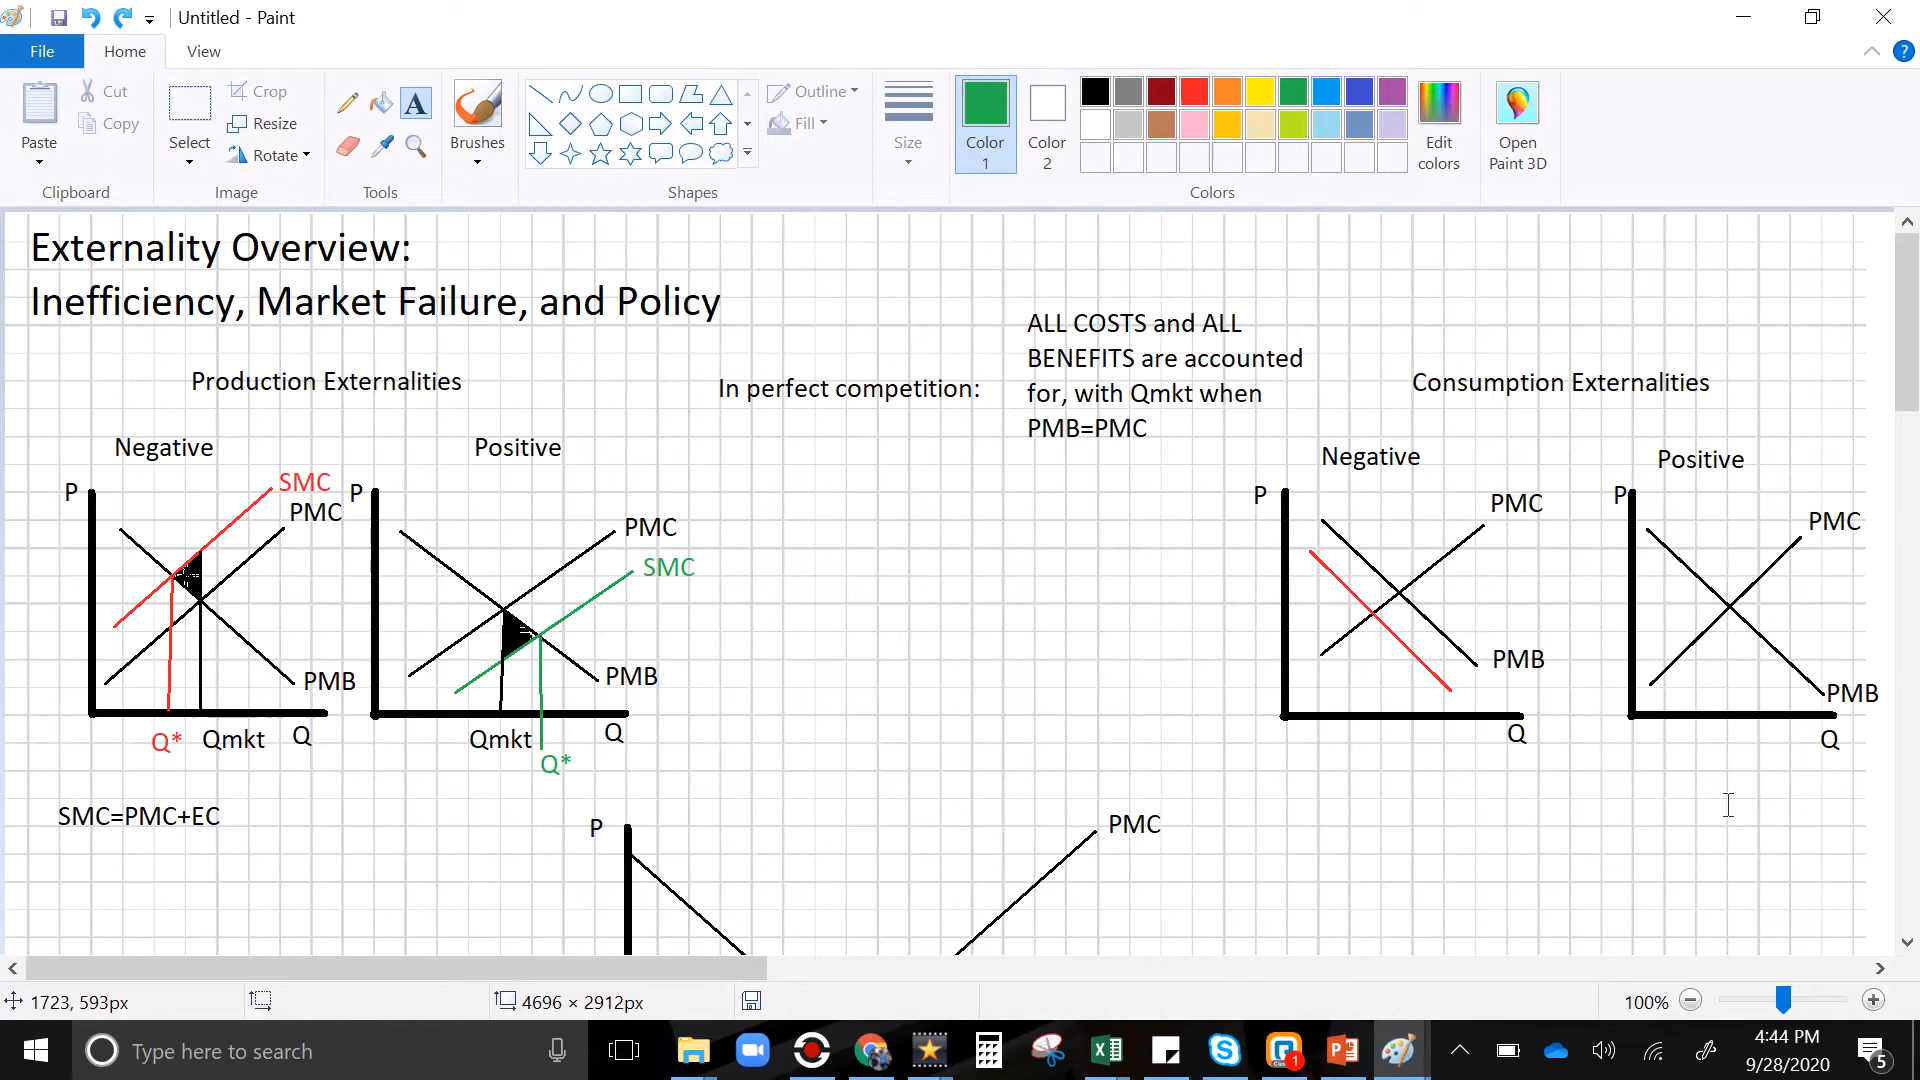 Untitled - Paint
File
Home
View
Paste
Cut
Copy
Clipboard
Select
Crop
Resize
Rotate
Image
A
Tools
Brushes
Shapes
Outline
Fill
Size
Color
1
Color
2
Colors
Edit
colors
Open
Paint 3D
?
Externality Overview:
Inefficiency, Market Failure, and Policy
Production Externalities
In perfect competition:
ALL COSTS and ALL
BENEFITS are accounted
for, with Qmkt when
PMB=PMC
Consumption Externalities
Negative
Positive
Negative
Positive
P
SMC
PMC
PMB
Q*
Qmkt
Q
P
PMC
SMC
PMB
Qmkt
Q
Q*
P
PMC
PMB
Q
P
PMC
PMB
Q
SMC=PMC+EC
P
PMC
1723, 593px
4696 × 2912px
100%
Type here to search
1
4:44 PM
9/28/2020
5